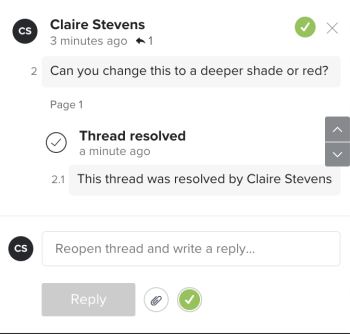 CS
Claire Stevens
3 minutes ago 1
2
Can you change this to a deeper shade or red?
Page 1
Thread resolved
a minute ago
2.1
This thread was resolved by Claire Stevens
CS
Reopen thread and write a reply...
Reply